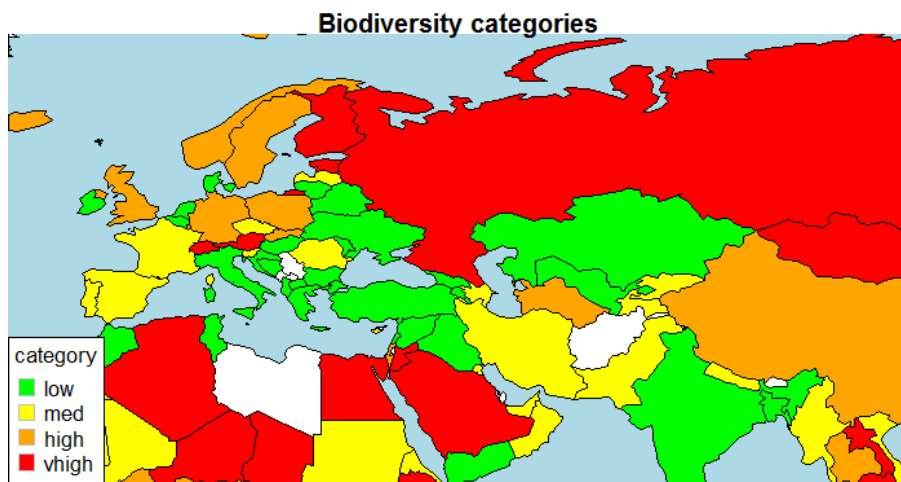 Biodiversity categories
category
low
med
high
vhigh